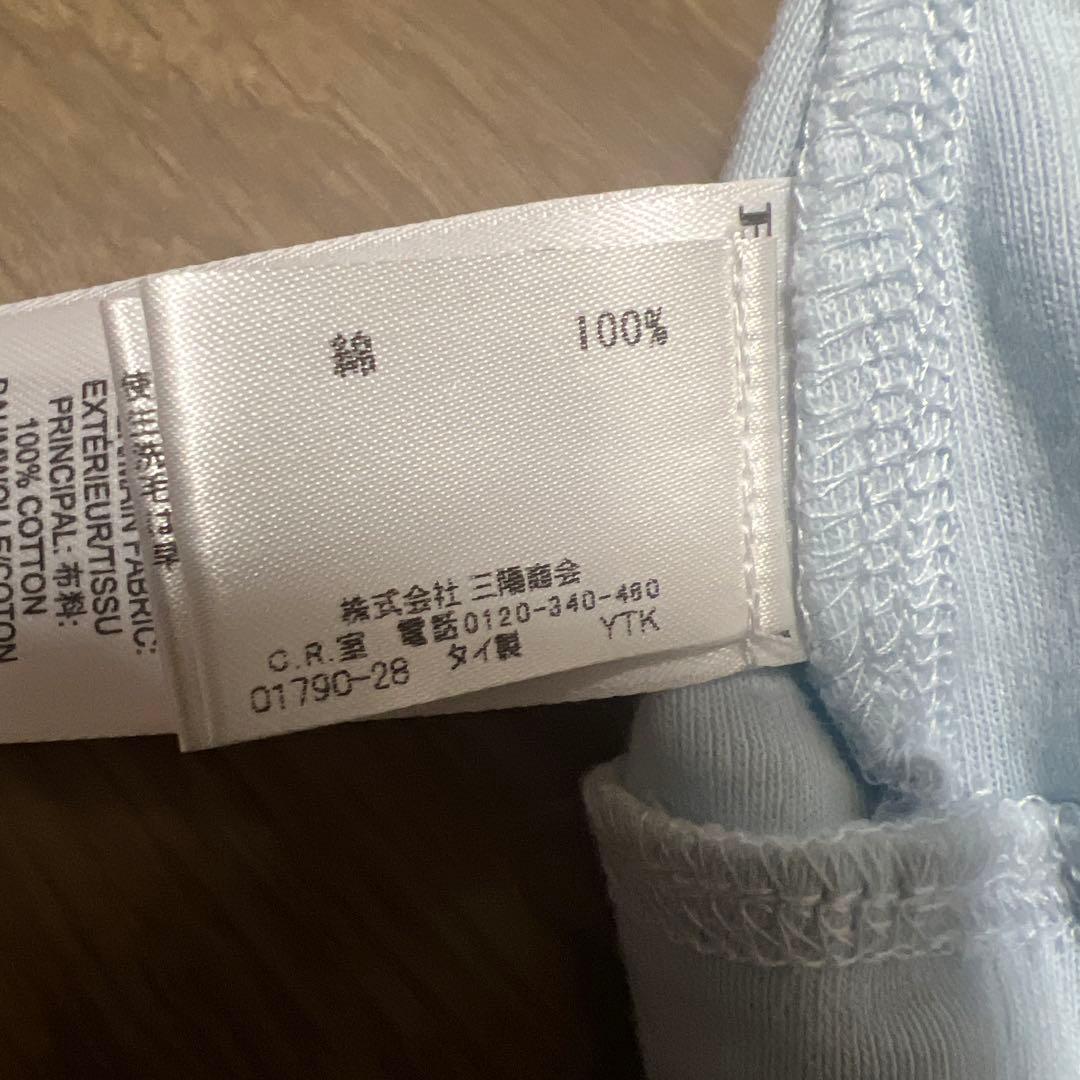 綿 100%
株式会社 三陽商会
C.R.室 電話0120-340-460
01790-28 タイ製 YTK
FABRIC:
EXTÉRIEUR/TISSU
PRINCIPAL: 布料:
100% COTTON